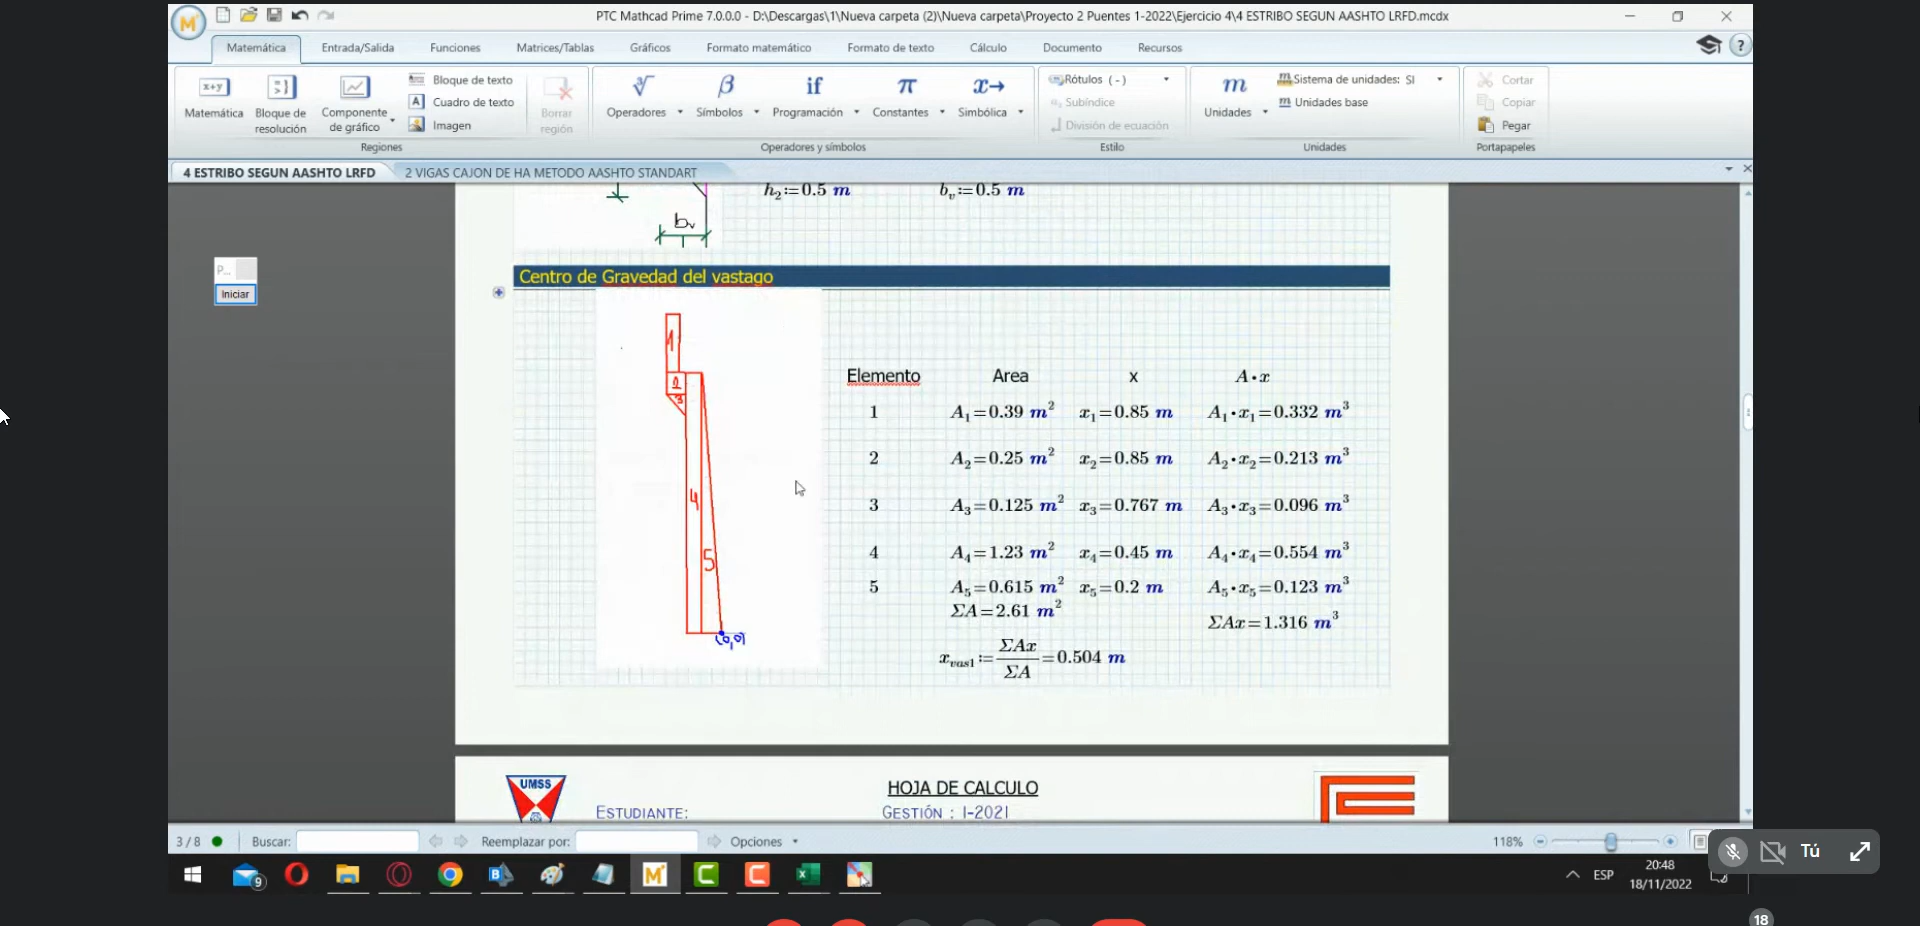 PTC Mathcad Prime 7.0.0.0 - D:\Descargas\1\Nueva carpeta (2)\Nueva carpeta\Proyecto 2 Puentes 1-2022\Ejercicio 4\4 ESTRIBO SEGUN AASHTO LRFD.mcdx
Matemática Entrada/Salida Funciones Matrices/Tablas Gráficos Formato matemático Formato de texto Cálculo Documento Recursos
Matemática
Bloque de resolución
Componente de gráfico
Bloque de texto
Cuadro de texto
Imagen
Borrar región
Regiones
Operadores Símbolos Programación Constantes Simbólica
Operadores y símbolos
Rótulos (-)
Subíndice
División de ecuación
Estilo
Unidades
Sistema de unidades: SI
Unidades base
Unidades
Cortar
Copiar
Pegar
Portapapeles
4 ESTRIBO SEGUN AASHTO LRFD 2 VIGAS CAJON DE HA METODO AASHTO STANDART
h₂:=0.5 m bᵥ:=0.5 m
bᵥ
P...
Iniciar
Centro de Gravedad del vastago
1
2
3
4
5
(0,0)
Elemento Area x A·x
1 A₁=0.39 m² x₁=0.85 m A₁·x₁=0.332 m³
2 A₂=0.25 m² x₂=0.85 m A₂·x₂=0.213 m³
3 A₃=0.125 m² x₃=0.767 m A₃·x₃=0.096 m³
4 A₄=1.23 m² x₄=0.45 m A₄·x₄=0.554 m³
5 A₅=0.615 m² x₅=0.2 m A₅·x₅=0.123 m³
ΣA=2.61 m² ΣAx=1.316 m³
x_vas1:=ΣAx/ΣA=0.504 m
UMSS
HOJA DE CALCULO
ESTUDIANTE: GESTIÓN : I-2021
3 / 8 Buscar: Reemplazar por: Opciones 118%
Tú
9
ESP
20:48
18/11/2022
18